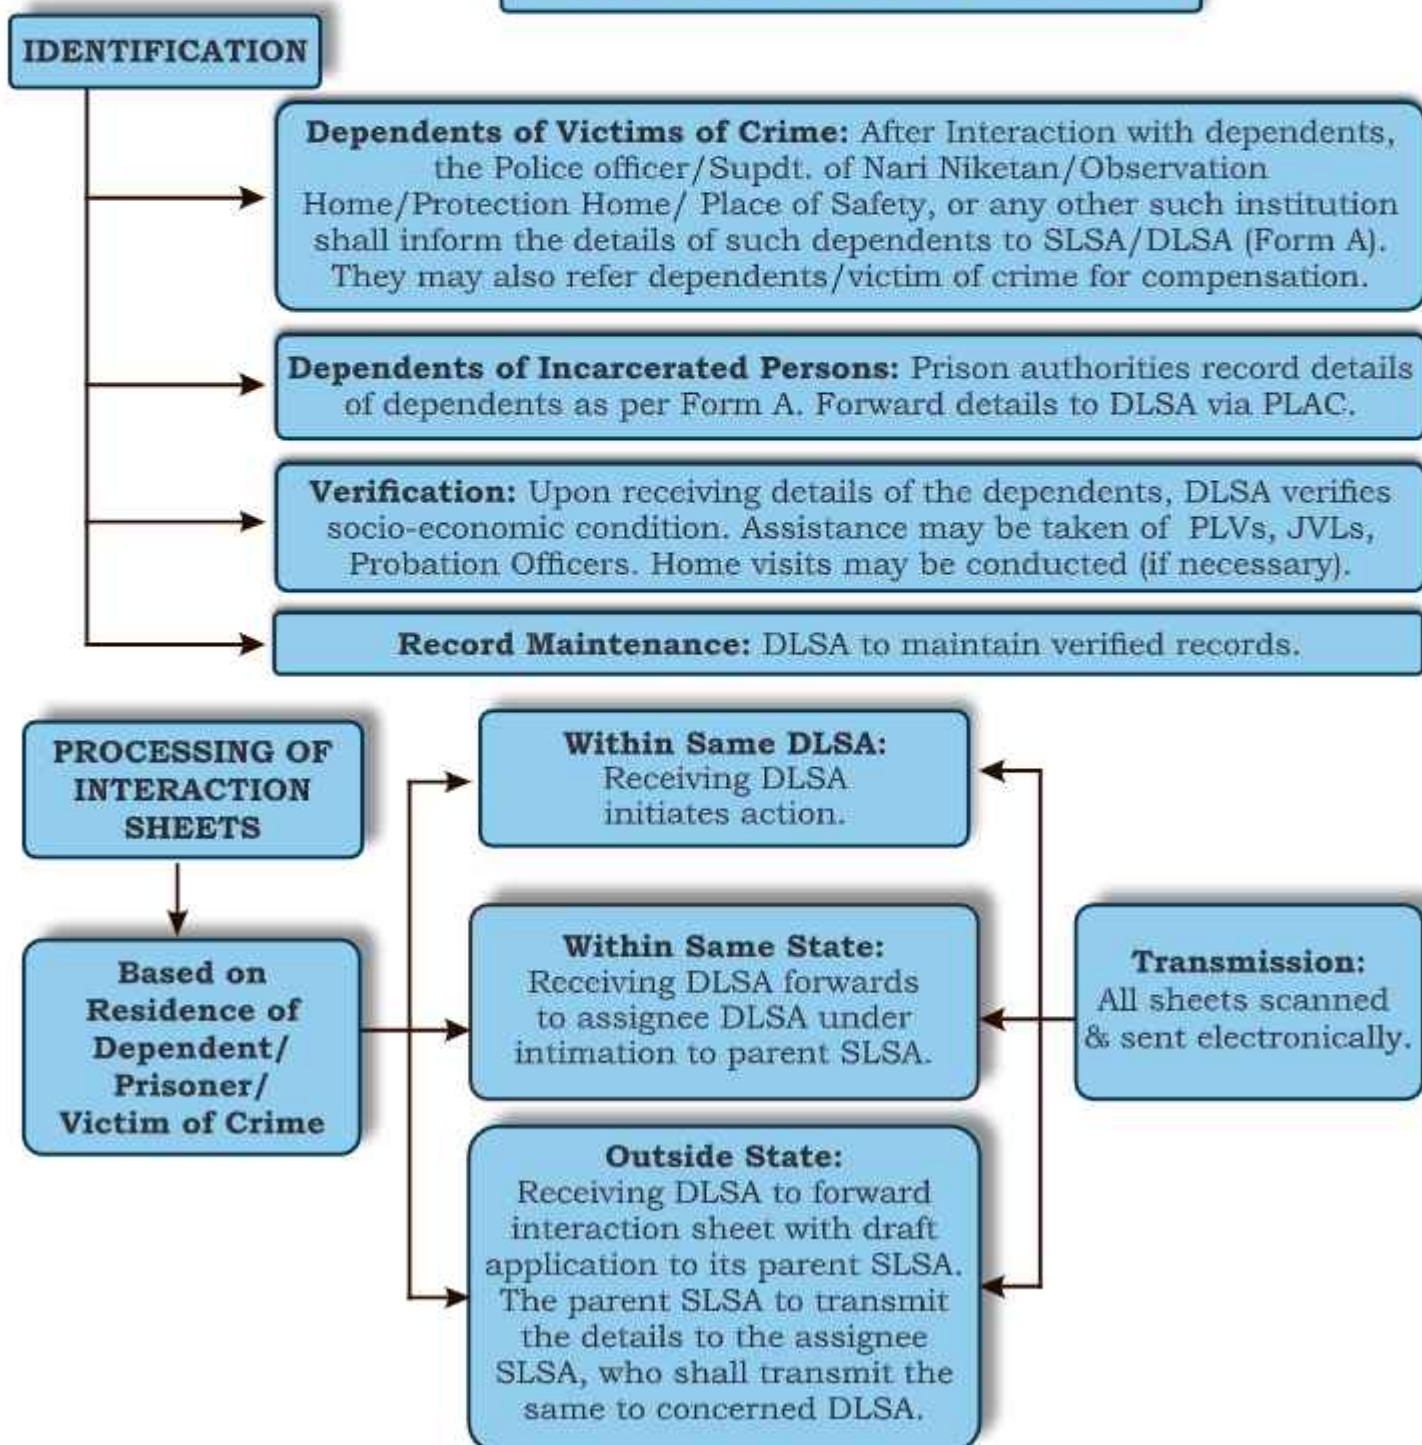 IDENTIFICATION
Dependents of Victims of Crime: After Interaction with dependents,
the Police officer/Supdt. of Nari Niketan/Observation
Home/Protection Home/ Place of Safety, or any other such institution
shall inform the details of such dependents to SLSA/DLSA (Form A).
They may also refer dependents/victim of crime for compensation.
Dependents of Incarcerated Persons: Prison authorities record details
of dependents as per Form A. Forward details to DLSA via PLAC.
Verification: Upon receiving details of the dependents, DLSA verifies
socio-economic condition. Assistance may be taken of PLVs, JVLs,
Probation Officers. Home visits may be conducted (if necessary).
Record Maintenance: DLSA to maintain verified records.
PROCESSING OF
INTERACTION
SHEETS
Based on
Residence of
Dependent/
Prisoner/
Victim of Crime
Within Same DLSA:
Receiving DLSA
initiates action.
Within Same State:
Receiving DLSA forwards
to assignee DLSA under
intimation to parent SLSA.
Outside State:
Receiving DLSA to forward
interaction sheet with draft
application to its parent SLSA.
The parent SLSA to transmit
the details to the assignee
SLSA, who shall transmit the
same to concerned DLSA.
Transmission:
All sheets scanned
& sent electronically.